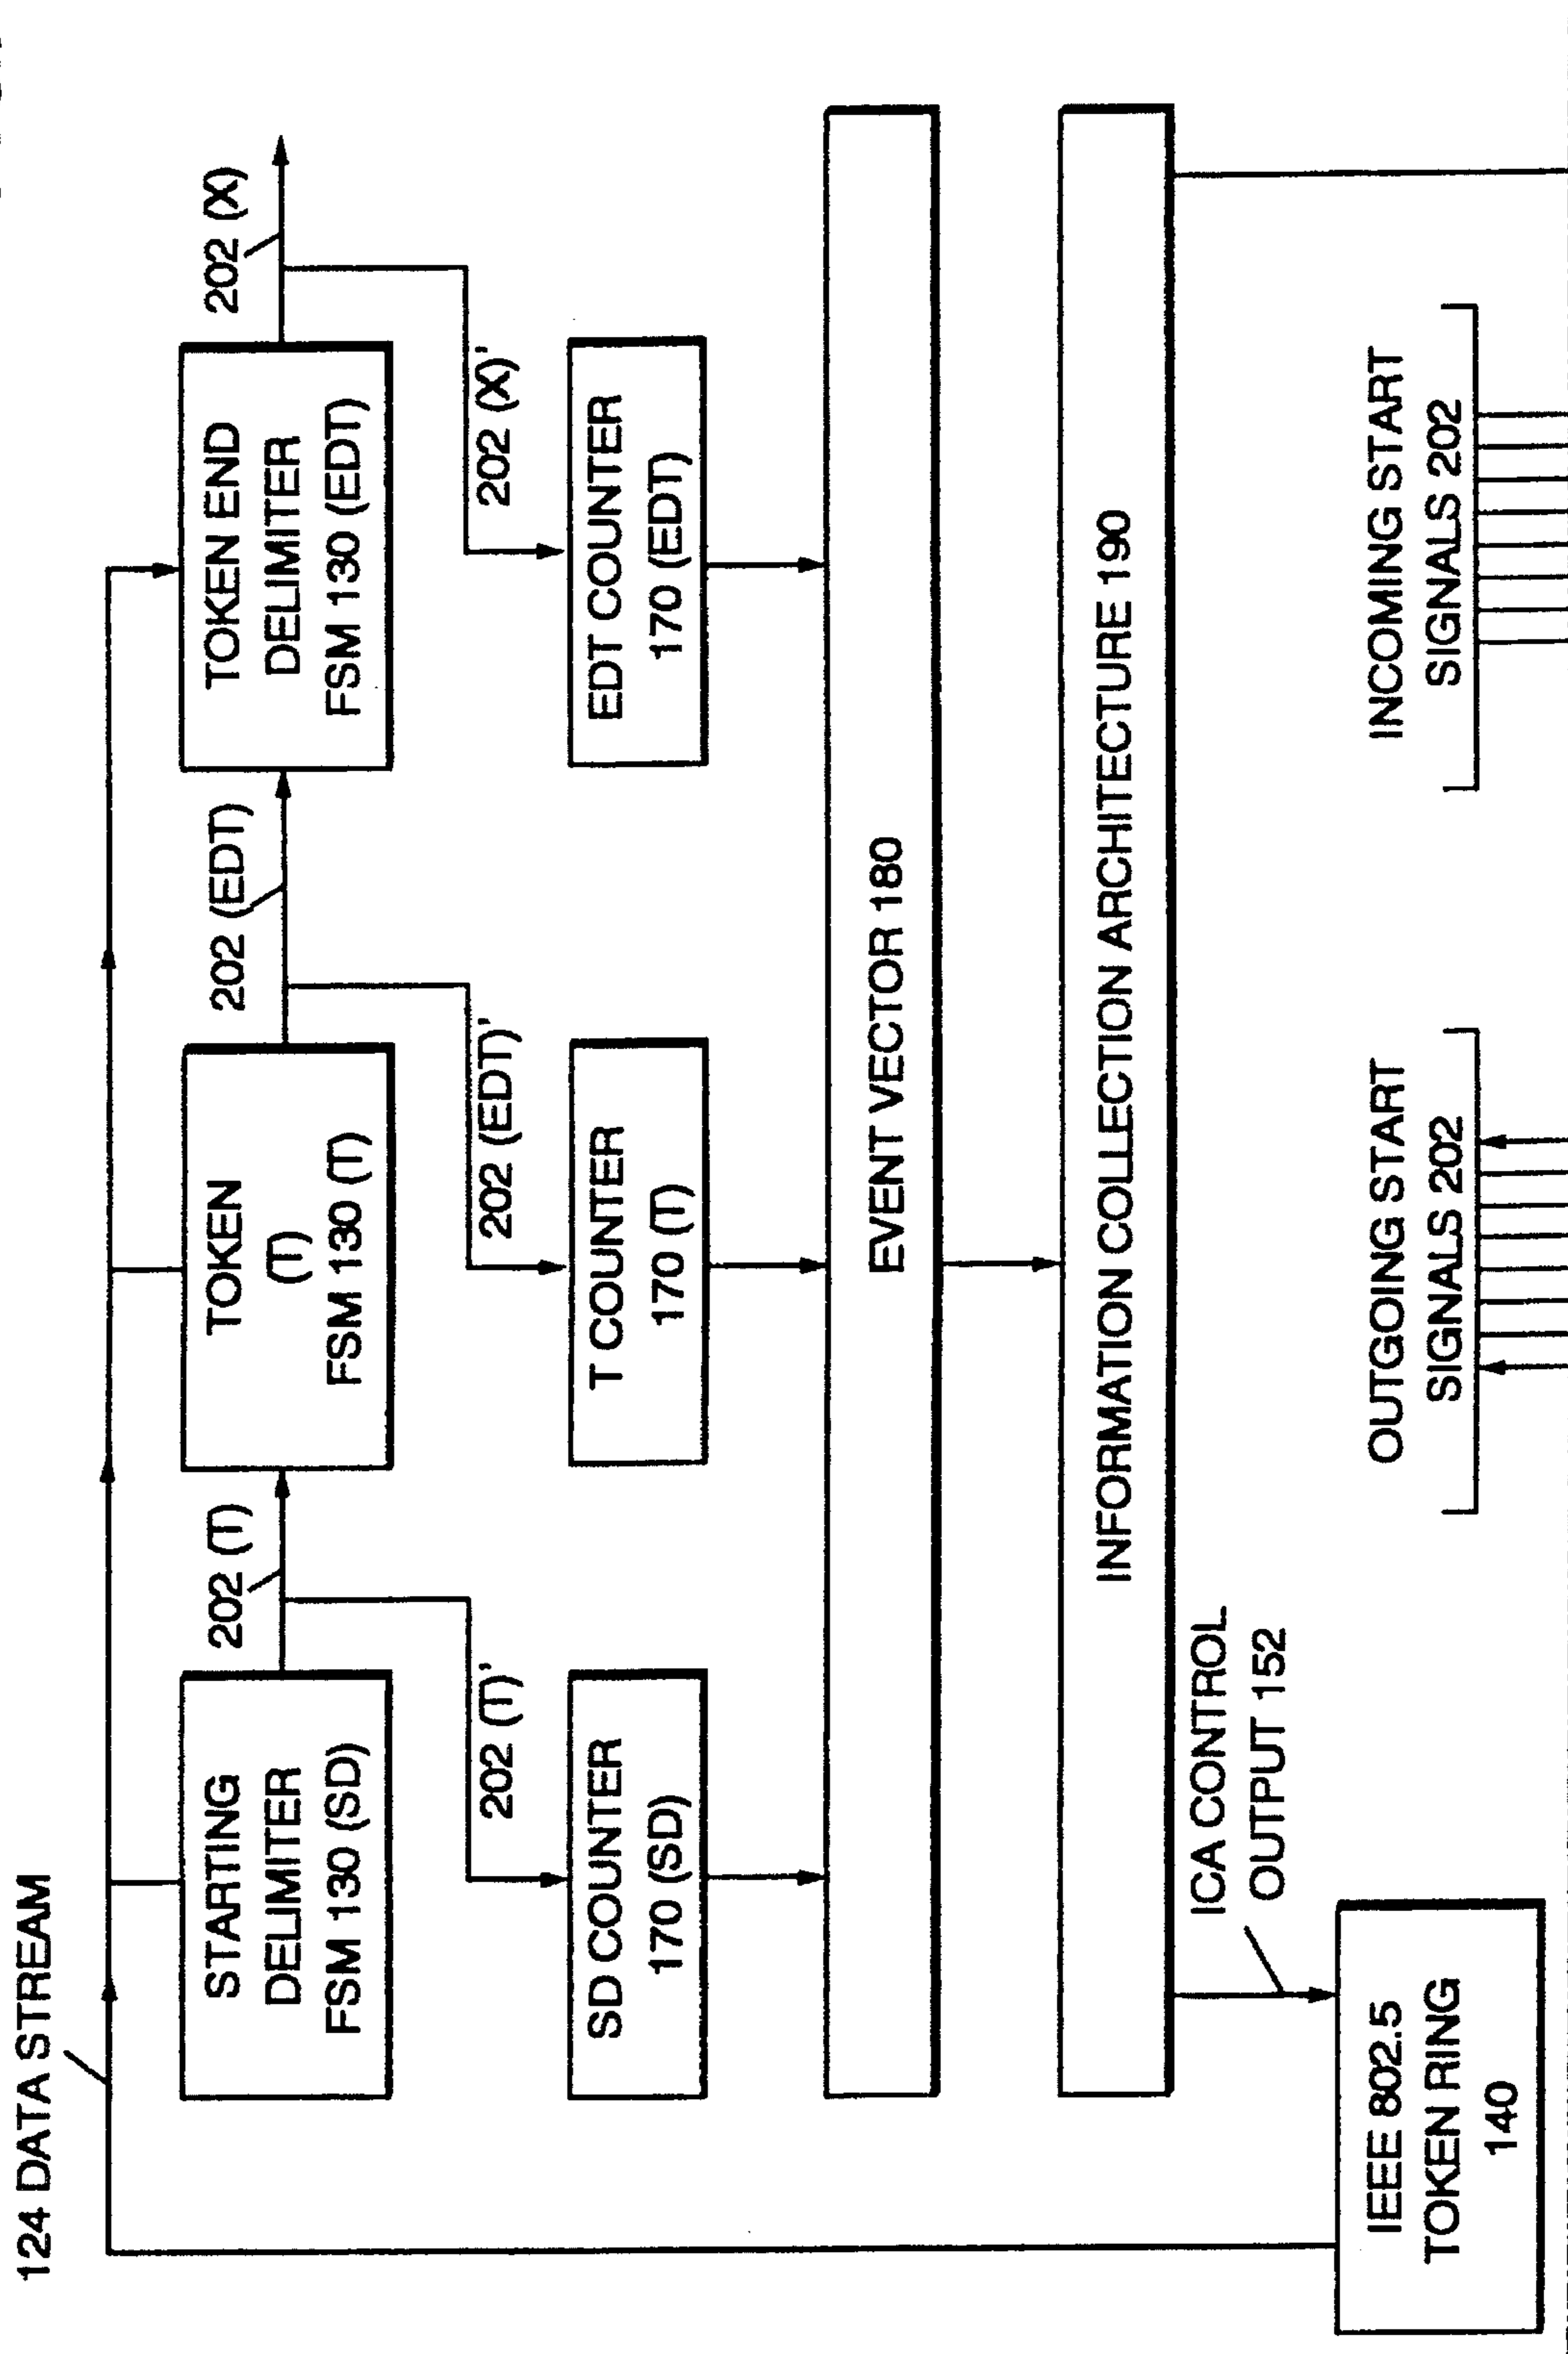 124 DATA STREAM
STARTING
DELIMITER
FSM 130 (SD)
202 (T)
TOKEN
(T)
FSM 130 (T)
202 (EDT)
TOKEN END
DELIMITER
FSM 130 (EDT)
202 (X)
202 (T)'
202 (EDT)'
202 (X)'
SD COUNTER
170 (SD)
T COUNTER
170 (T)
EDT COUNTER
170 (EDT)
EVENT VECTOR 180
INFORMATION COLLECTION ARCHITECTURE 190
ICA CONTROL
OUTPUT 152
IEEE 802.5
TOKEN RING
140
OUTGOING START
SIGNALS 202
INCOMING START
SIGNALS 202